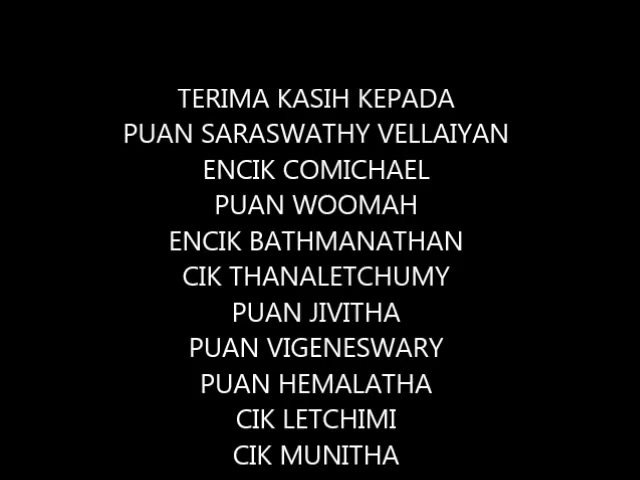 TERIMA KASIH KEPADA
PUAN SARASWATHY VELLAIYAN
ENCIK COMICHAEL
PUAN WOOMAH
ENCIK BATHMANATHAN
CIK THANALETCHUMY
PUAN JIVITHA
PUAN VIGENESWARY
PUAN HEMALATHA
CIK LETCHIMI
CIK MUNITHA